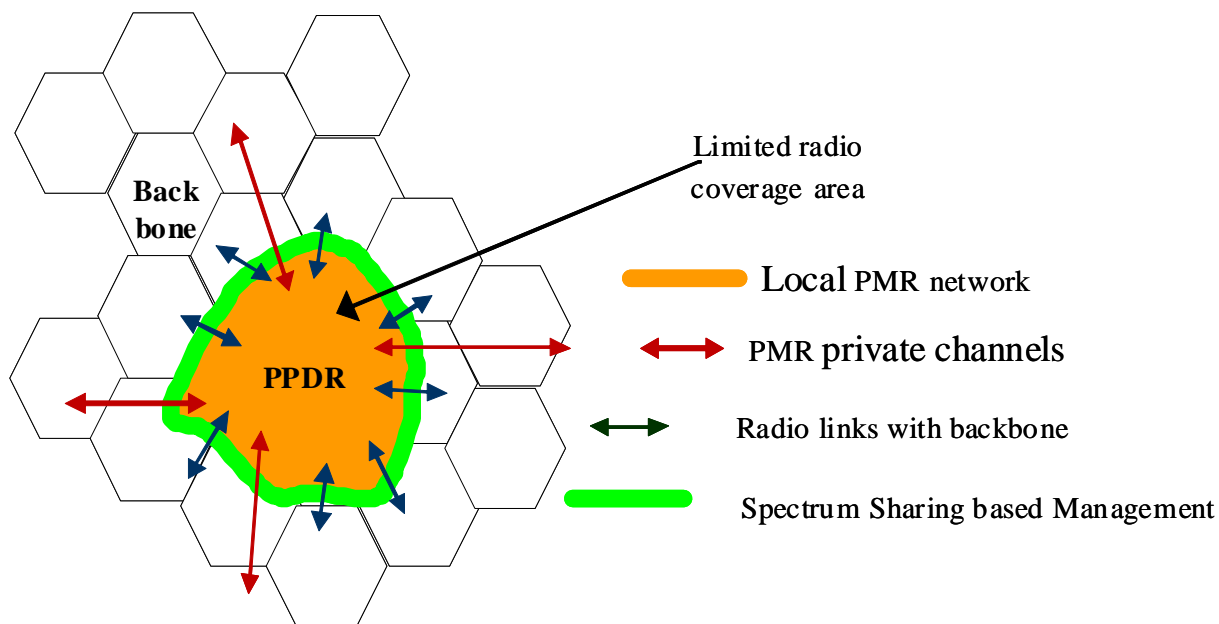 Limited radio
coverage area
Back
bone
Local PMR network
PMR private channels
PPDR
Radio links with backbone
Spectrum Sharing based Management